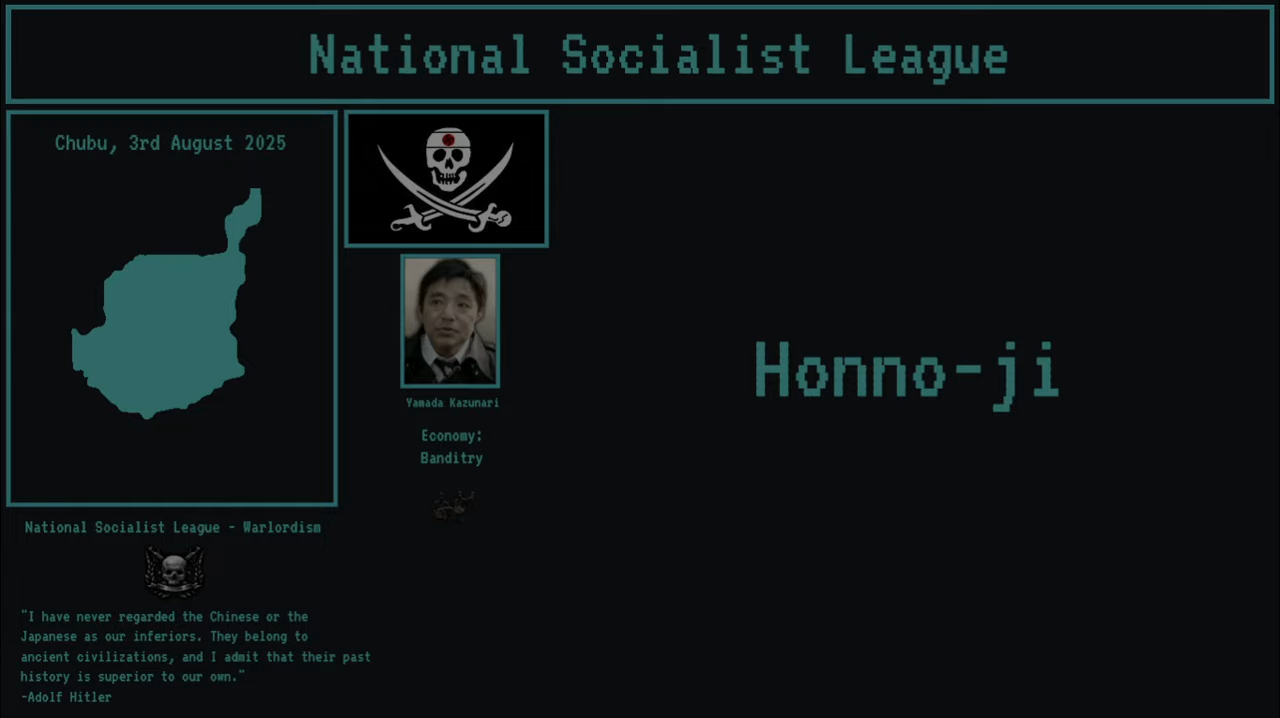 National Socialist League
Chubu, 3rd August 2025
Yamada Kazunari
Economy:
Banditry
Honno-ji
National Socialist League - Warlordism
"I have never regarded the Chinese or the
Japanese as our inferiors. They belong to
ancient civilizations, and I admit that their past
history is superior to our own."
-Adolf Hitler